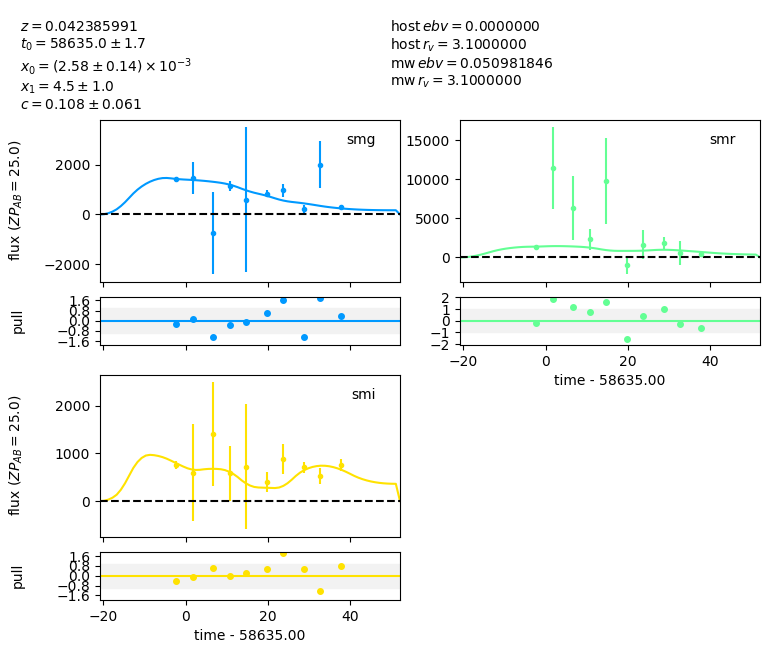 z = 0.042385991
t₀ = 58635.0 ± 1.7
x₀ = (2.58 ± 0.14) × 10⁻³
x₁ = 4.5 ± 1.0
c = 0.108 ± 0.061
host ebv = 0.0000000
host r_v = 3.1000000
mw ebv = 0.050981846
mw r_v = 3.1000000
smg
flux (ZP_AB = 25.0)
2000
0
−2000
smr
15000
10000
5000
0
pull
1.6
0.8
0.0
−0.8
−1.6
2
1
0
−1
−2
−20
0
20
40
time - 58635.00
smi
flux (ZP_AB = 25.0)
2000
1000
0
pull
1.6
0.8
0.0
−0.8
−1.6
−20
0
20
40
time - 58635.00